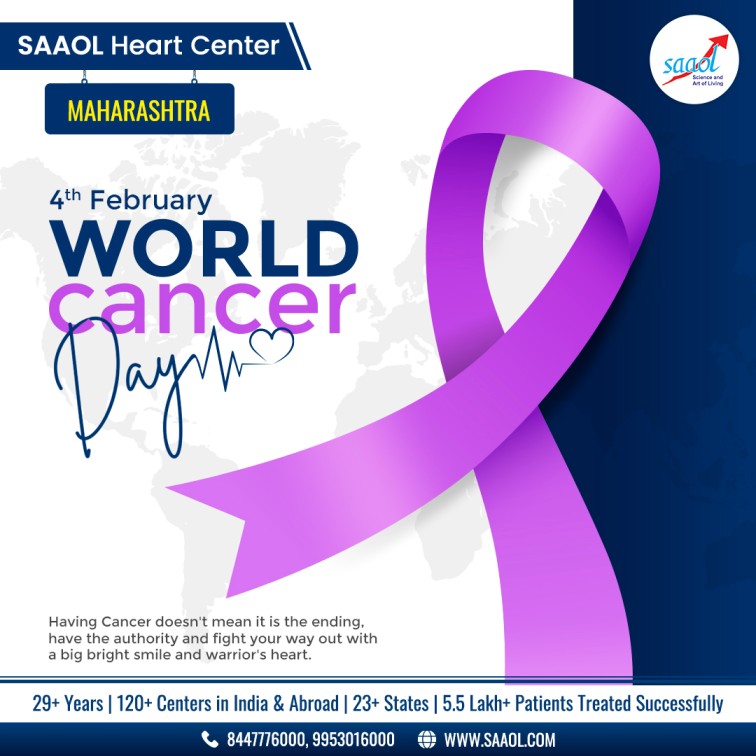 SAAOL Heart Center
MAHARASHTRA
saaol
Science and
Art of Living
4th February
WORLD
cancer
Day
Having Cancer doesn't mean it is the ending,
have the authority and fight your way out with
a big bright smile and warrior's heart.
29+ Years | 120+ Centers in India & Abroad | 23+ States | 5.5 Lakh+ Patients Treated Successfully
8447776000, 9953016000 WWW.SAAOL.COM